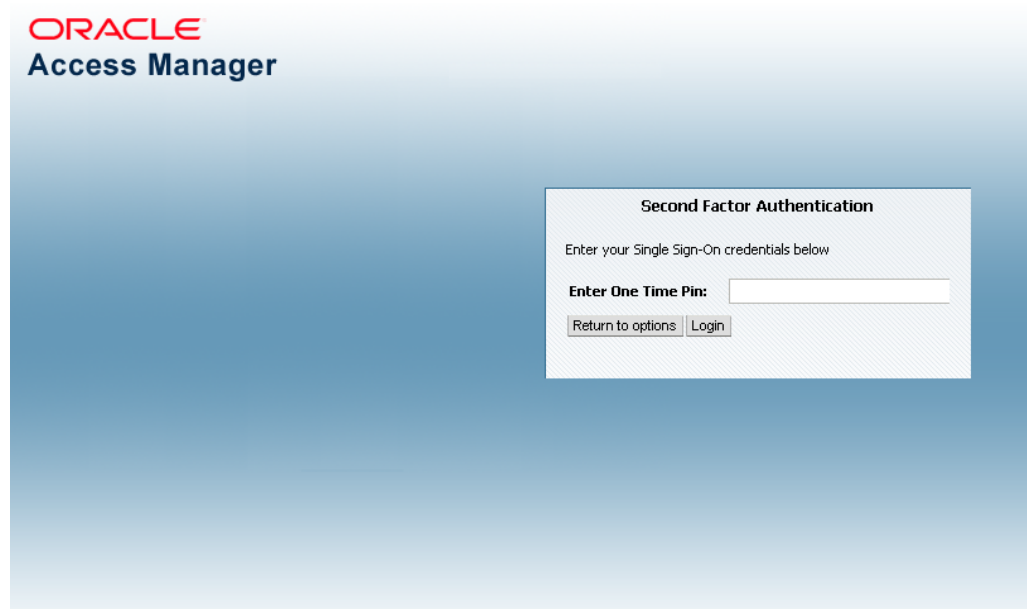 ORACLE
Access Manager
Second Factor Authentication
Enter your Single Sign-On credentials below
Enter One Time Pin:
Return to options Login